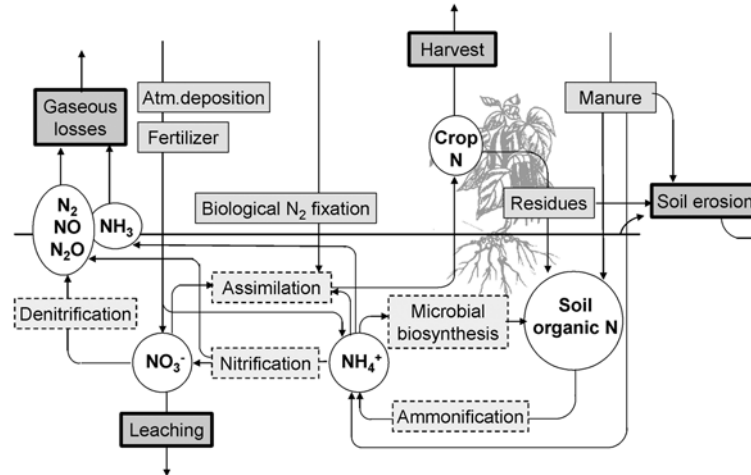 Harvest
Atm.deposition
Manure
Gaseous
losses
Fertilizer
Crop
N
N₂
NO
N₂O
NH₃
Biological N₂ fixation
Residues
Soil erosion
Assimilation
Denitrification
Microbial
biosynthesis
Soil
organic N
NO₃⁻
Nitrification
NH₄⁺
Leaching
Ammonification